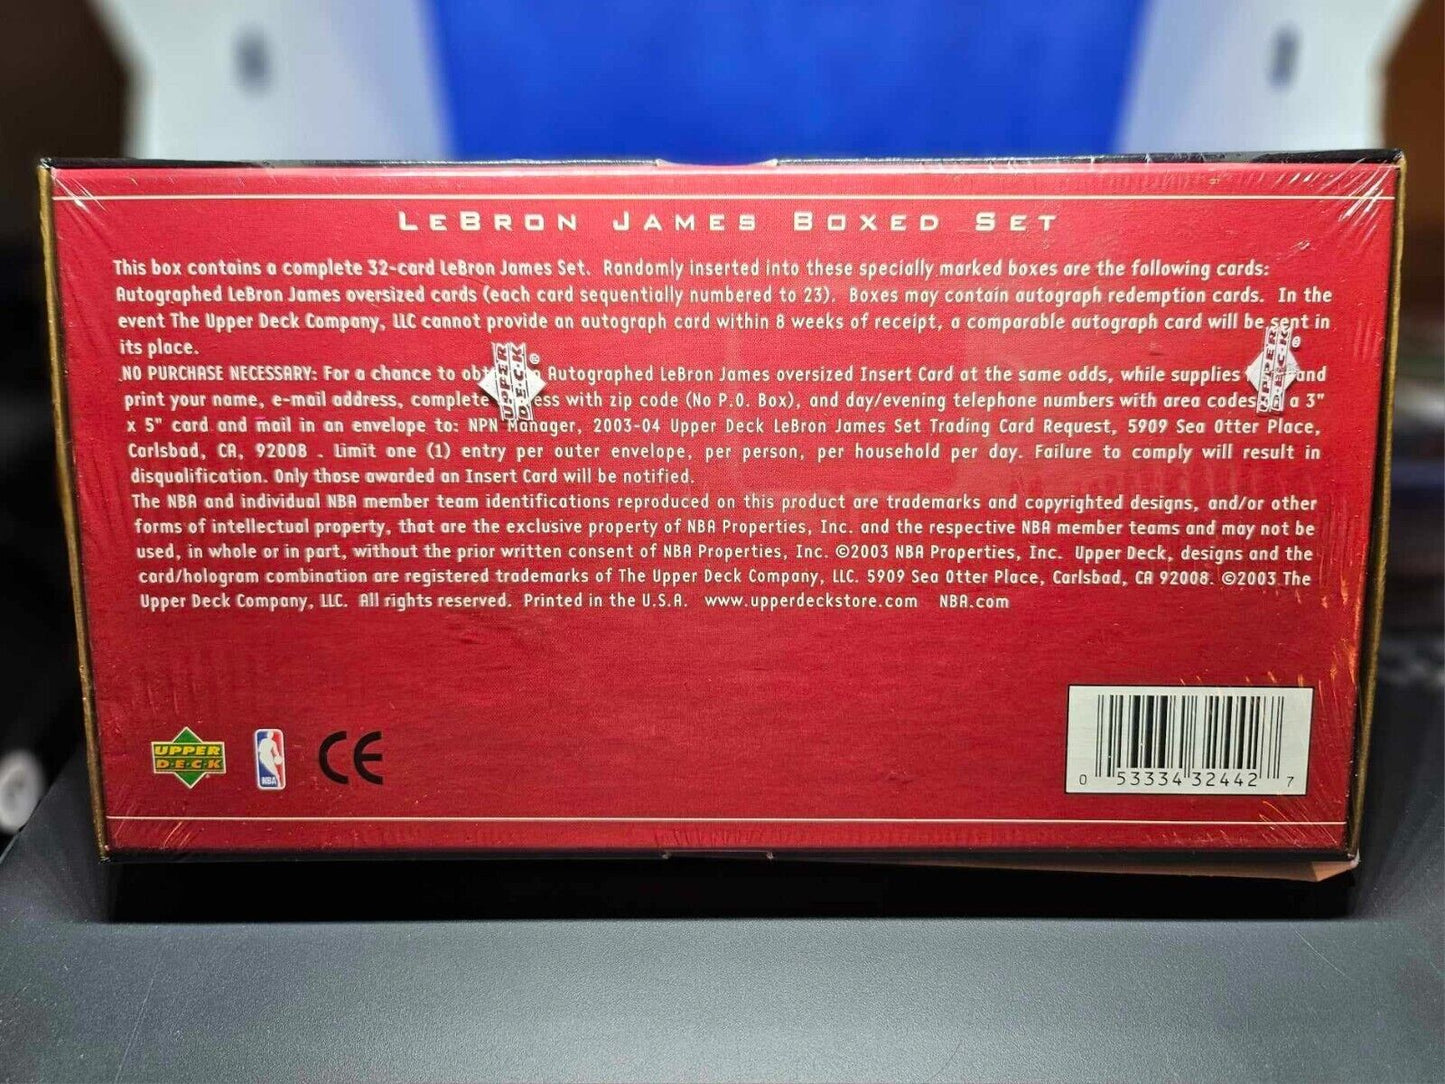 LeBron James Boxed Set
This box contains a complete 32-card LeBron James Set. Randomly inserted into these specially marked boxes are the following cards:
Autographed LeBron James oversized cards (each card sequentially numbered to 23). Boxes may contain autograph redemption cards. In the
event The Upper Deck Company, LLC cannot provide an autograph card within 8 weeks of receipt, a comparable autograph card will be sent in
its place.
NO PURCHASE NECESSARY: For a chance to Autographed LeBron James oversized Insert Card at the same odds, while supplies and
print your name, e-mail address, complete with zip code (No P.O. Box), and day/evening telephone numbers with area codes a 3"
x 5" card and mail in an envelope to: NPN Manager, 2003-04 Upper Deck LeBron James Set Trading Card Request, 5909 Sea Otter Place,
Carlsbad, CA, 92008 . Limit one (1) entry per outer envelope, per person, per household per day. Failure to comply will result in
disqualification. Only those awarded an Insert Card will be notified.
The NBA and individual NBA member team identifications reproduced on this product are trademarks and copyrighted designs, and/or other
forms of intellectual property, that are the exclusive property of NBA Properties, Inc. and the respective NBA member teams and may not be
used, in whole or in part, without the prior written consent of NBA Properties, Inc. ©2003 NBA Properties, Inc. Upper Deck, designs and the
card/hologram combination are registered trademarks of The Upper Deck Company, LLC. 5909 Sea Otter Place, Carlsbad, CA 92008. ©2003 The
Upper Deck Company, LLC. All rights reserved. Printed in the U.S.A. www.upperdeckstore.com NBA.com
UPPER DECK®
UPPER DECK®
UPPER
D·E·C·K
NBA
CE
0 53334 32442 7